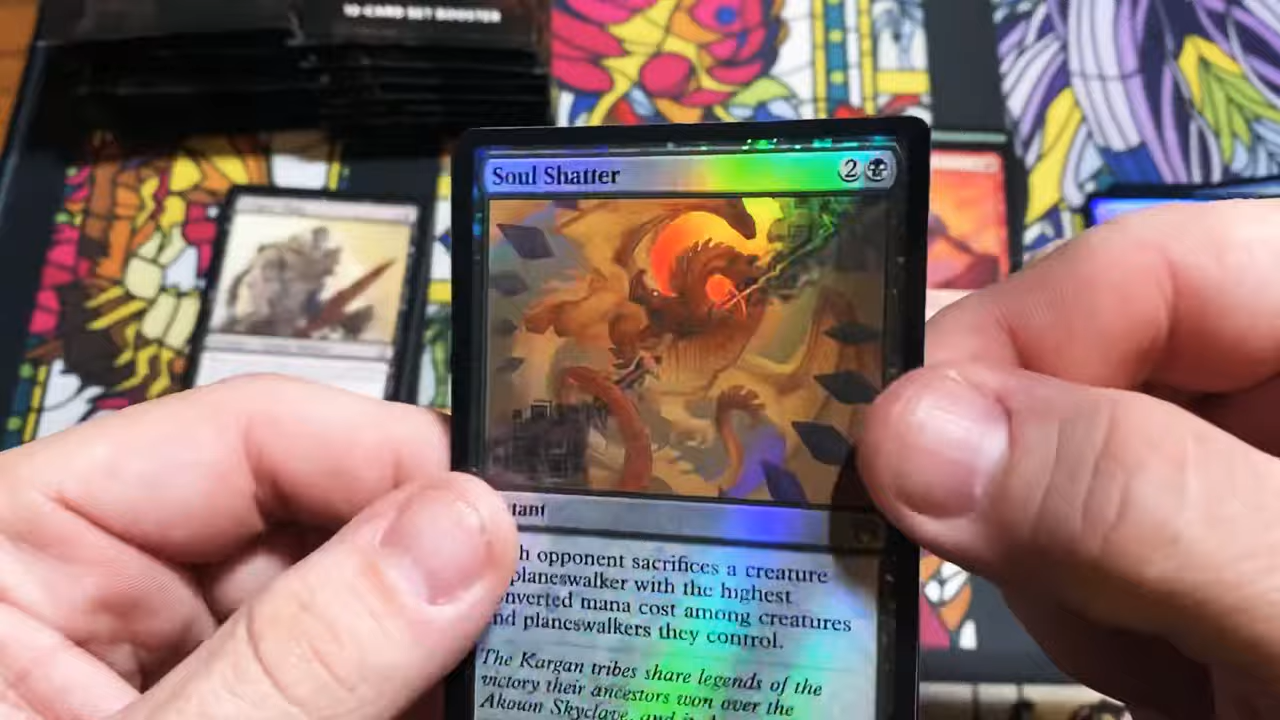 10-CARD SET BOOSTER
Soul Shatter
2
tant
h opponent sacrifices a creature
planeswalker with the highest
onverted mana cost among creatures
nd planeswalkers they control.
The Kargan tribes share legends of the
victory their ancestors won over the
Akoum Skyclave, and